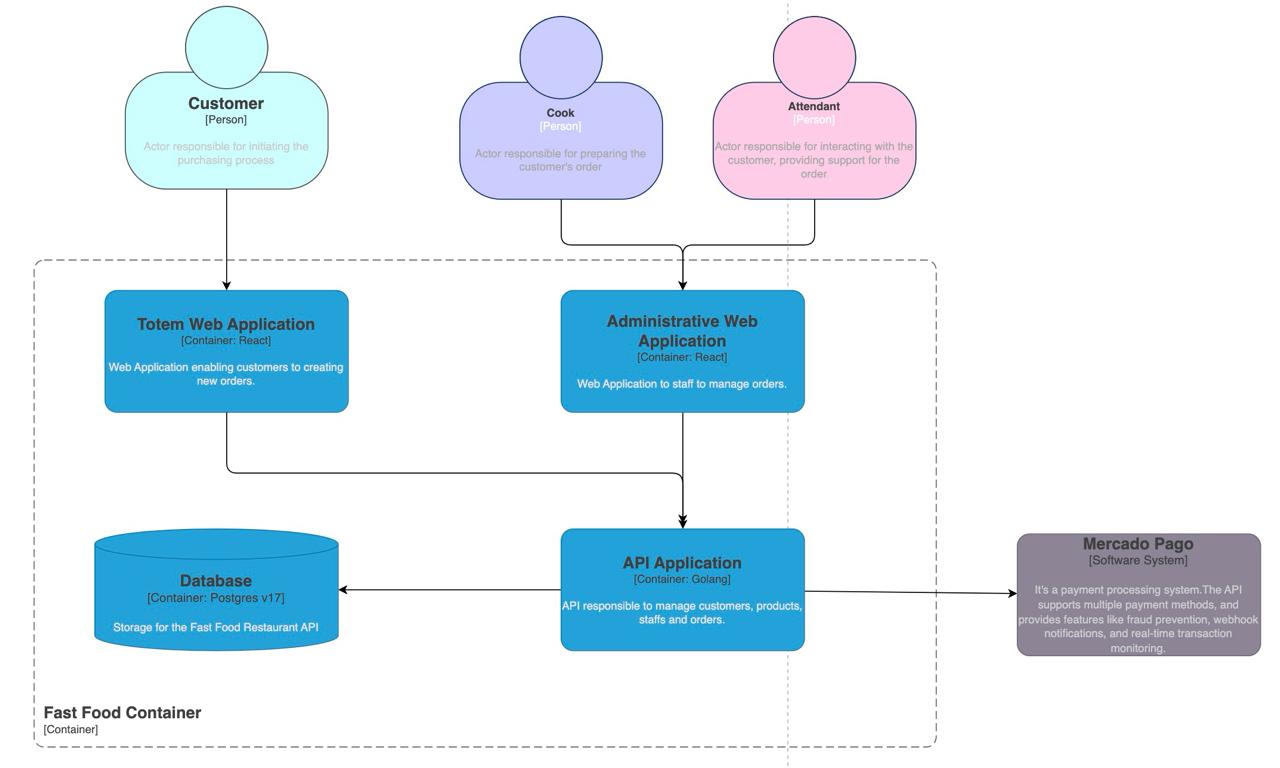 Customer
[Person]
Actor responsible for initiating the
purchasing process
Cook
[Person]
Actor responsible for preparing the
customer's order
Attendant
[Person]
Actor responsible for interacting with the
customer, providing support for the
order
Totem Web Application
[Container: React]
Web Application enabling customers to creating
new orders.
Administrative Web
Application
[Container: React]
Web Application to staff to manage orders.
Database
[Container: Postgres v17]
Storage for the Fast Food Restaurant API
API Application
[Container: Golang]
API responsible to manage customers, products,
staffs and orders.
Mercado Pago
[Software System]
It's a payment processing system.The API
supports multiple payment methods, and
provides features like fraud prevention, webhook
notifications, and real-time transaction
monitoring.
Fast Food Container
[Container]